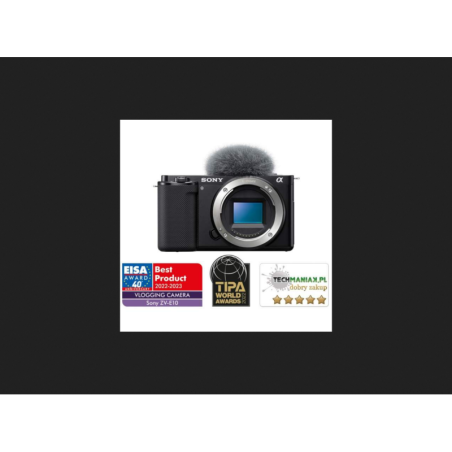 SONY
α
EISA
AWARD
40
Best
Product
2022-2023
VLOGGING CAMERA
Sony ZV-E10
TIPA
WORLD
AWARDS
TECHMANIAK.PL
dobry zakup